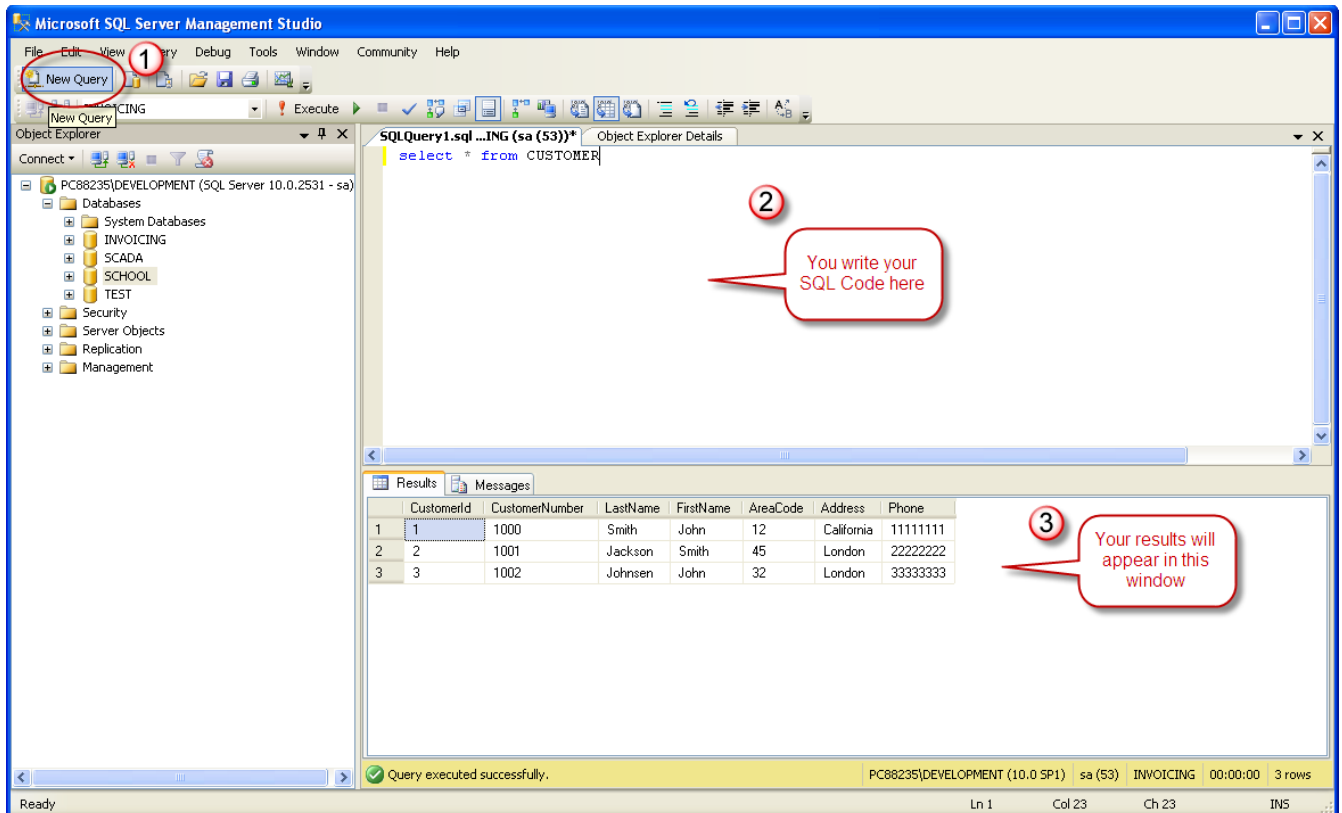 Microsoft SQL Server Management Studio
File Edit View Query Debug Tools Window Community Help
1
New Query
INVOICING Execute
New Query
Object Explorer
SQLQuery1.sql ...ING (sa (53))* Object Explorer Details
Connect
select * from CUSTOMER
PC88235\DEVELOPMENT (SQL Server 10.0.2531 - sa)
Databases
System Databases
INVOICING
SCADA
SCHOOL
TEST
Security
Server Objects
Replication
Management
2
You write your
SQL Code here
Results Messages
CustomerId CustomerNumber LastName FirstName AreaCode Address Phone
1 1 1000 Smith John 12 California 11111111
2 2 1001 Jackson Smith 45 London 22222222
3 3 1002 Johnsen John 32 London 33333333
3
Your results will
appear in this
window
Query executed successfully. PC88235\DEVELOPMENT (10.0 SP1) sa (53) INVOICING 00:00:00 3 rows
Ready Ln 1 Col 23 Ch 23 INS